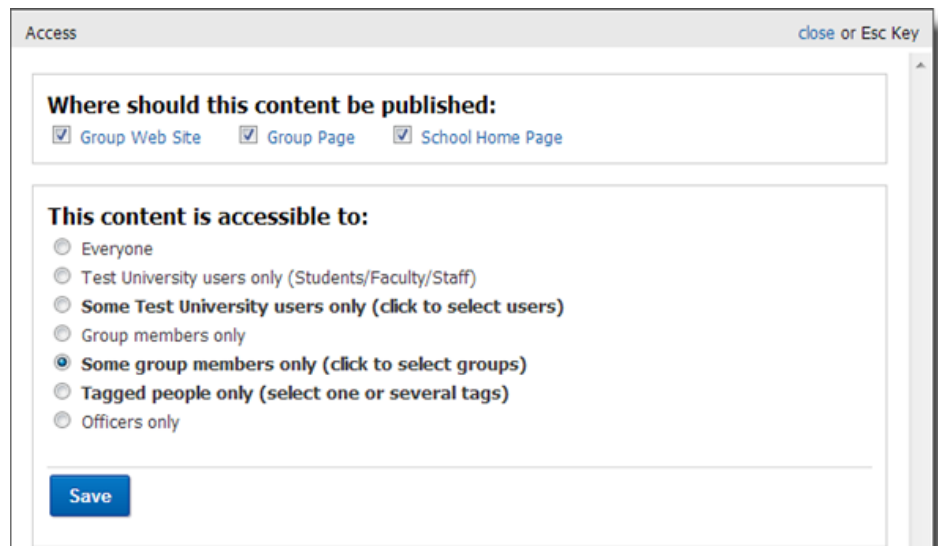 Access close or Esc Key
Where should this content be published:
Group Web Site Group Page School Home Page
This content is accessible to:
Everyone
Test University users only (Students/Faculty/Staff)
Some Test University users only (click to select users)
Group members only
Some group members only (click to select groups)
Tagged people only (select one or several tags)
Officers only
Save